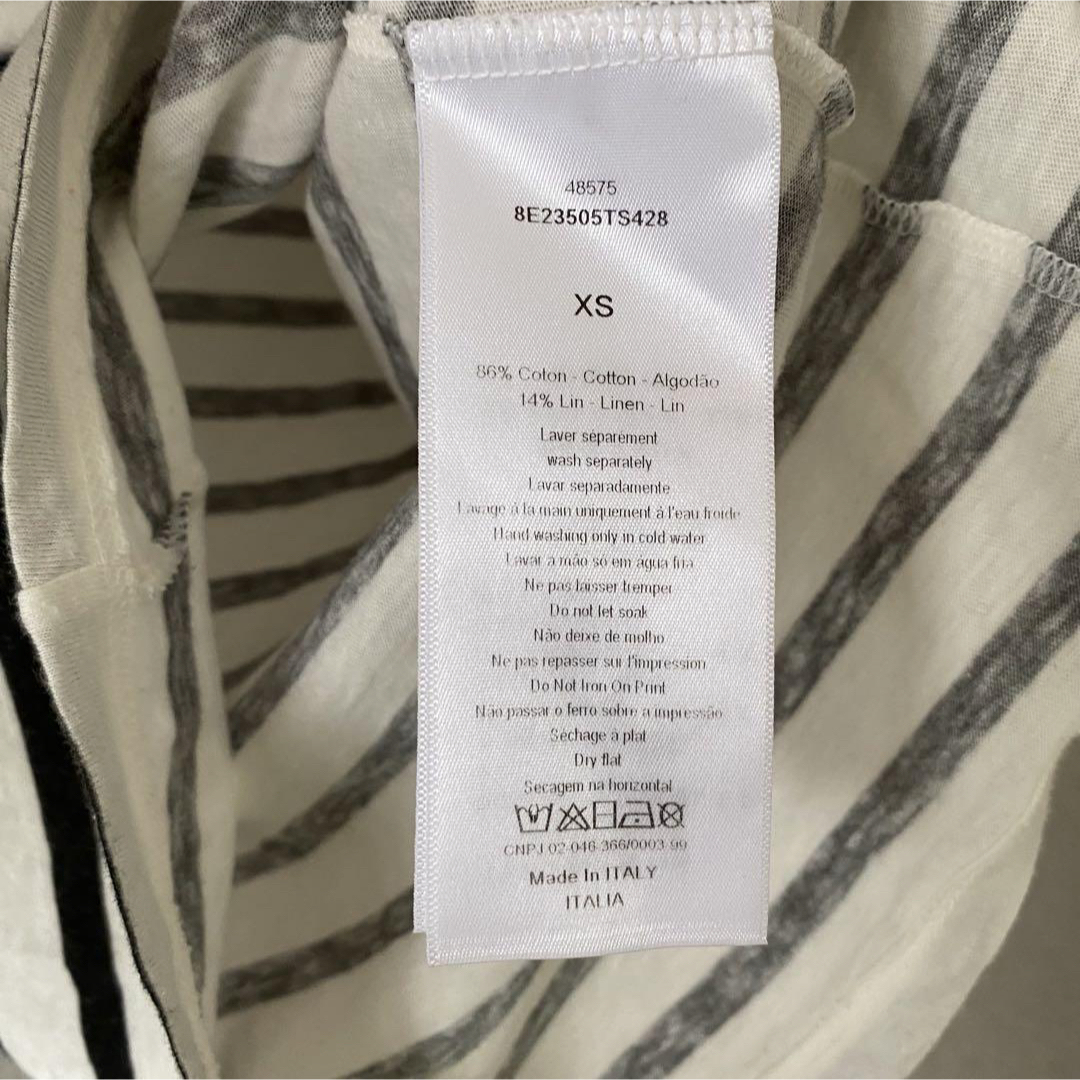 48575
8E23505TS428
XS
86% Coton - Cotton - Algodão
14% Lin - Linen - Lin
Laver séparement
wash separately
Lavar separadamente
Lavage à la main uniquement à l'eau froide
Hand washing only in cold water
Lavar a mão só em água fria
Ne pas laisser tremper
Do not let soak
Não deixe de molho
Ne pas repasser sur l'impression
Do Not Iron On Print
Não passar o ferro sobre a impressão
Séchage à plat
Dry flat
Secagem na horizontal
CNPJ 02-046-366/0003-99
Made In ITALY
ITALIA